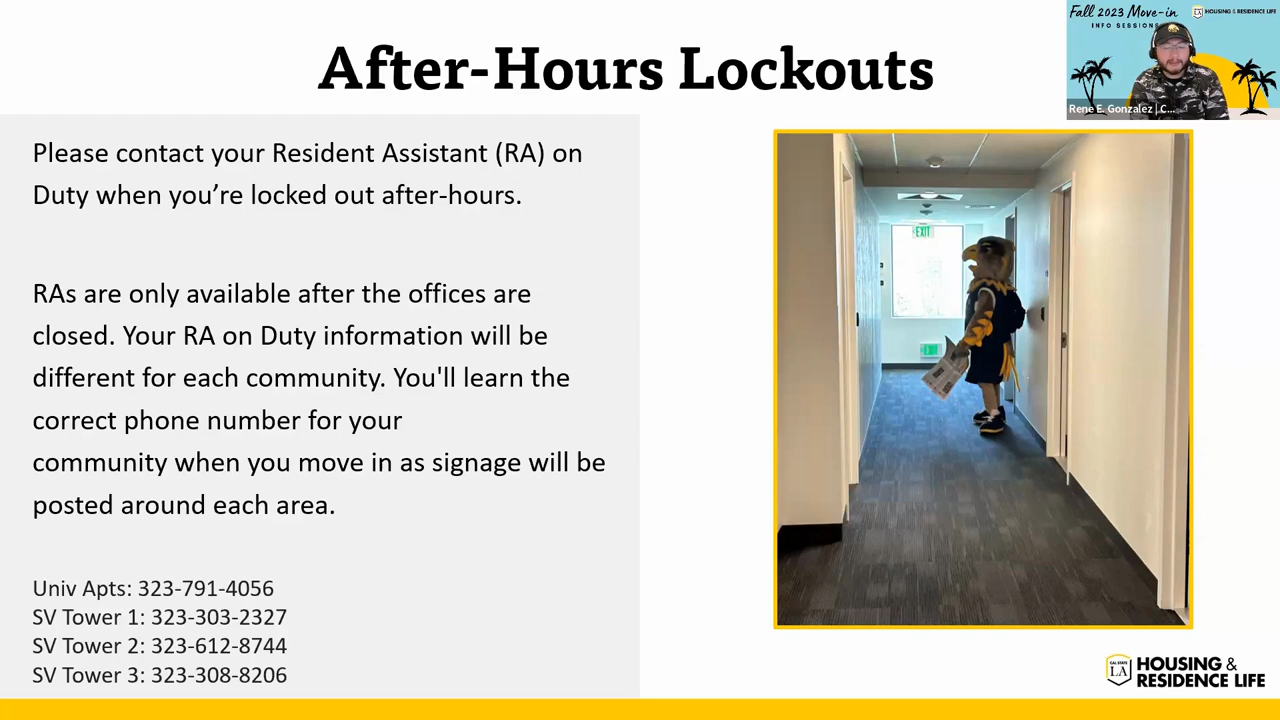 After-Hours Lockouts
Please contact your Resident Assistant (RA) on
Duty when you’re locked out after-hours.
RAs are only available after the offices are
closed. Your RA on Duty information will be
different for each community. You'll learn the
correct phone number for your
community when you move in as signage will be
posted around each area.
Univ Apts: 323-791-4056
SV Tower 1: 323-303-2327
SV Tower 2: 323-612-8744
SV Tower 3: 323-308-8206
Fall 2023 Move-in
INFO SESSIONS
LA
HOUSING & RESIDENCE LIFE
Rene E. Gonzalez | C...
EXIT
CAL STATE
LA
HOUSING &
RESIDENCE LIFE